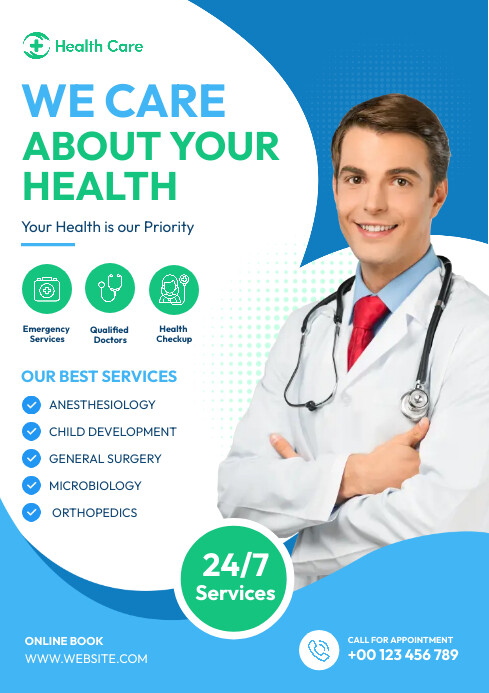 Health Care
WE CARE
ABOUT YOUR
HEALTH
Your Health is our Priority
Emergency
Services
Qualified
Doctors
Health
Checkup
OUR BEST SERVICES
ANESTHESIOLOGY
CHILD DEVELOPMENT
GENERAL SURGERY
MICROBIOLOGY
ORTHOPEDICS
24/7
Services
ONLINE BOOK
WWW.WEBSITE.COM
CALL FOR APPOINTMENT
+00 123 456 789